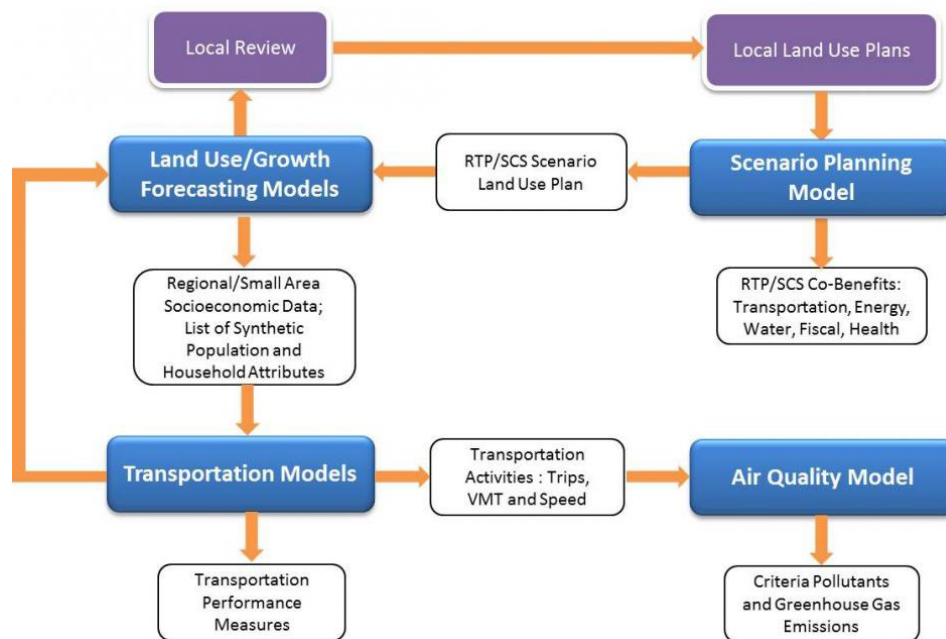 Local Review
Local Land Use Plans
Land Use/Growth
Forecasting Models
RTP/SCS Scenario
Land Use Plan
Scenario Planning
Model
Regional/Small Area
Socioeconomic Data;
List of Synthetic
Population and
Household Attributes
RTP/SCS Co-Benefits:
Transportation, Energy,
Water, Fiscal, Health
Transportation Models
Transportation
Activities : Trips,
VMT and Speed
Air Quality Model
Transportation
Performance
Measures
Criteria Pollutants
and Greenhouse Gas
Emissions